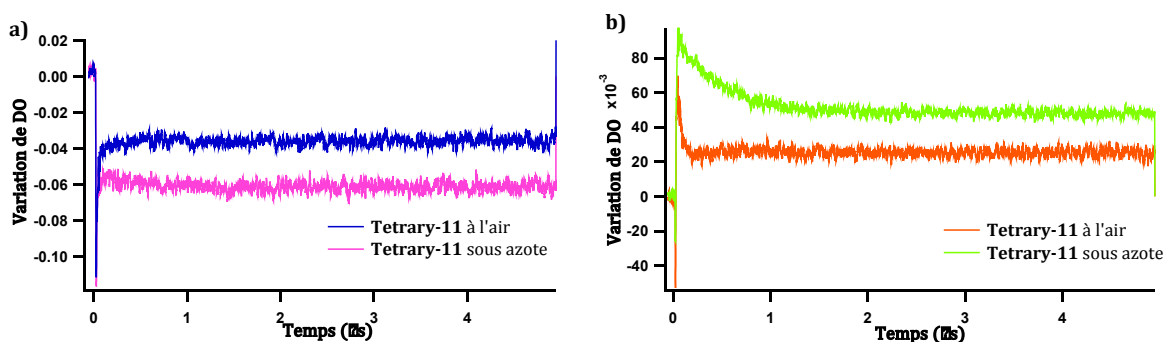 a)
Variation de DO
0.02
0.00
-0.02
-0.04
-0.06
-0.08
-0.10
0
1
2
3
4
Tetrary-11 à l'air
Tetrary-11 sous azote
b)
Variation de DO x10⁻³
80
60
40
20
0
-20
-40
0
1
2
3
4
Tetrary-11 à l'air
Tetrary-11 sous azote
Temps
Temps